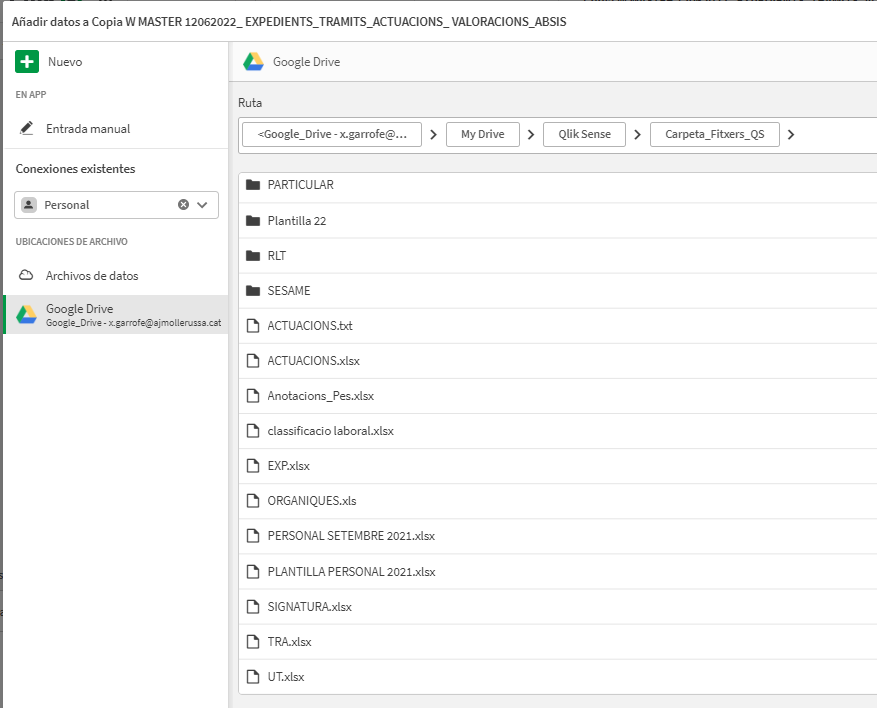 Añadir datos a Copia W MASTER 12062022_ EXPEDIENTS_TRAMITS_ACTUACIONS_ VALORACIONS_ABSIS
Nuevo
EN APP
Entrada manual
Conexiones existentes
Personal
UBICACIONES DE ARCHIVO
Archivos de datos
Google Drive
Google_Drive - x.garrofe@ajmollerussa.cat
Google Drive
Ruta
<Google_Drive - x.garrofe@...
My Drive
Qlik Sense
Carpeta_Fitxers_QS
PARTICULAR
Plantilla 22
RLT
SESAME
ACTUACIONS.txt
ACTUACIONS.xlsx
Anotacions_Pes.xlsx
classificacio laboral.xlsx
EXP.xlsx
ORGANIQUES.xls
PERSONAL SETEMBRE 2021.xlsx
PLANTILLA PERSONAL 2021.xlsx
SIGNATURA.xlsx
TRA.xlsx
UT.xlsx